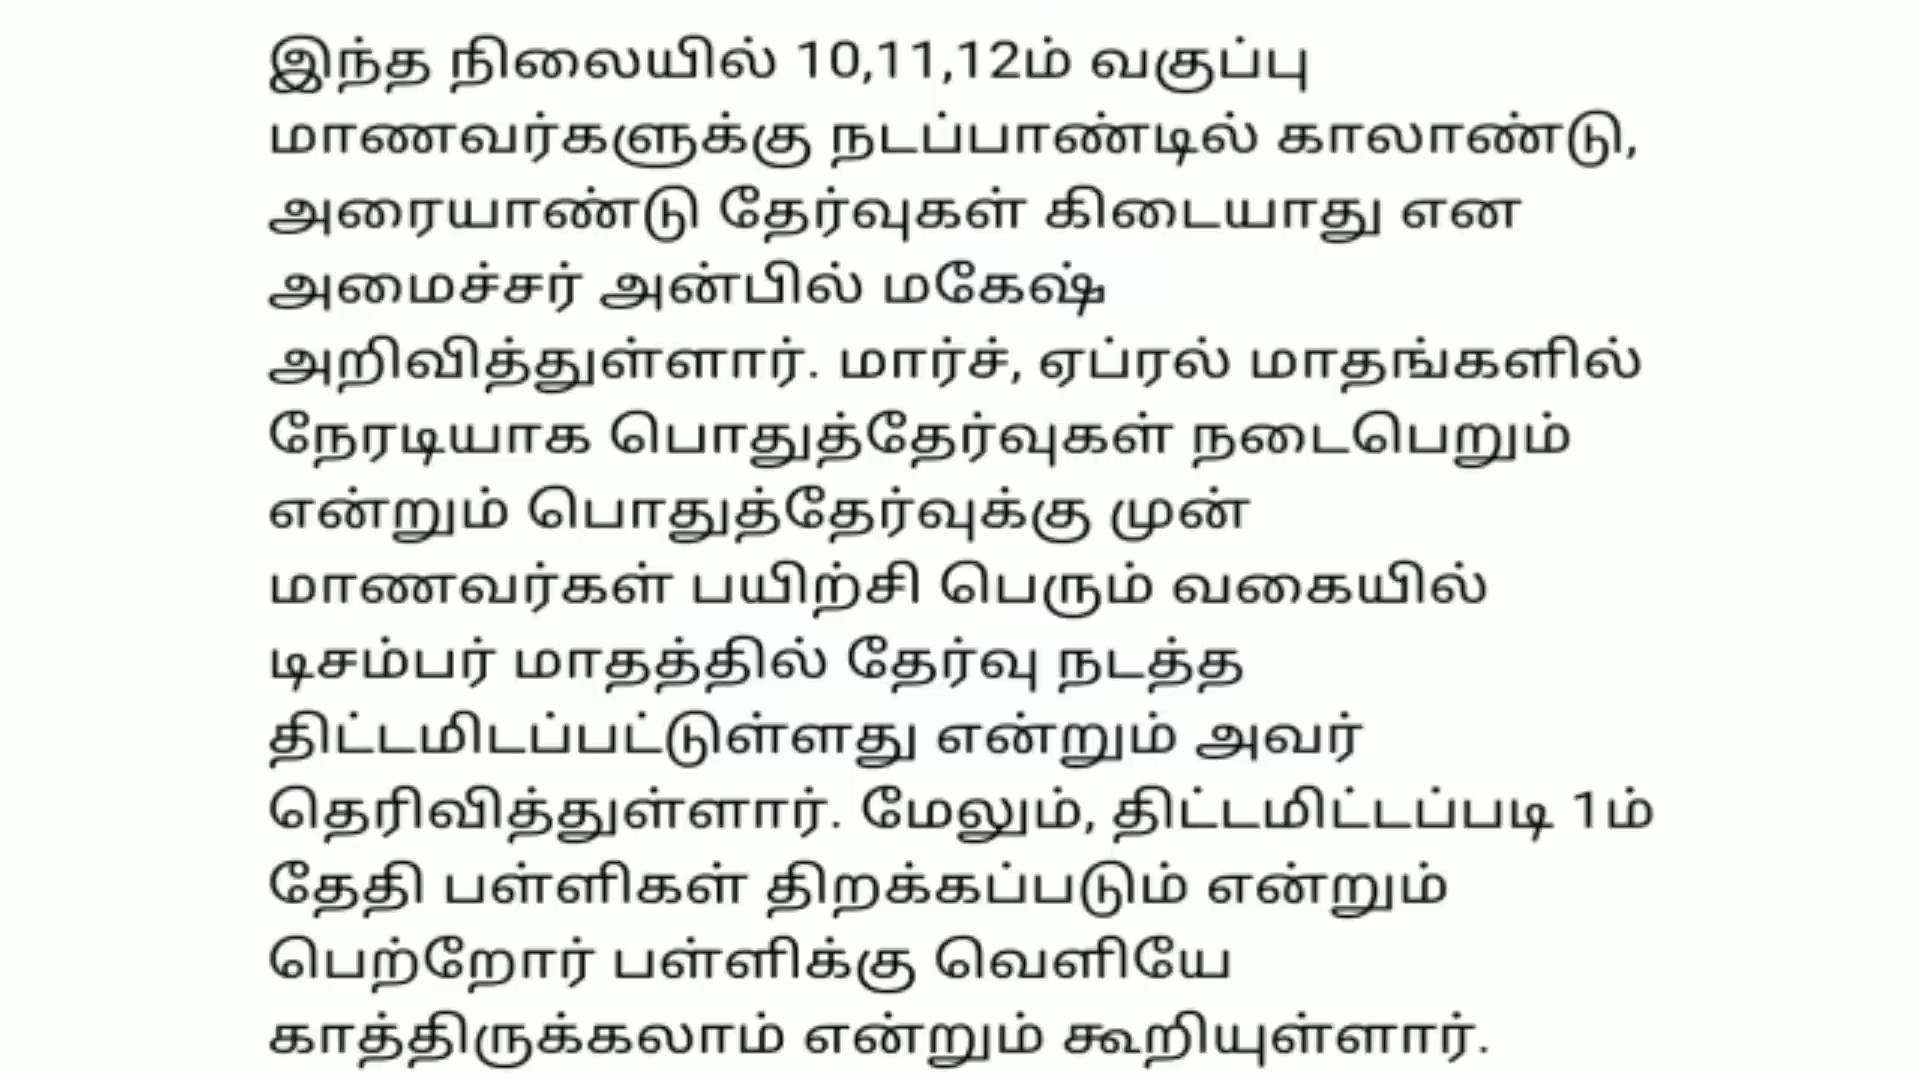 இந்த நிலையில் 10,11,12ம் வகுப்பு
மாணவர்களுக்கு நடப்பாண்டில் காலாண்டு,
அரையாண்டு தேர்வுகள் கிடையாது என
அமைச்சர் அன்பில் மகேஷ்
அறிவித்துள்ளார். மார்ச், ஏப்ரல் மாதங்களில்
நேரடியாக பொதுத்தேர்வுகள் நடைபெறும்
என்றும் பொதுத்தேர்வுக்கு முன்
மாணவர்கள் பயிற்சி பெரும் வகையில்
டிசம்பர் மாதத்தில் தேர்வு நடத்த
திட்டமிடப்பட்டுள்ளது என்றும் அவர்
தெரிவித்துள்ளார். மேலும், திட்டமிட்டப்படி 1ம்
தேதி பள்ளிகள் திறக்கப்படும் என்றும்
பெற்றோர் பள்ளிக்கு வெளியே
காத்திருக்கலாம் என்றும் கூறியுள்ளார்.